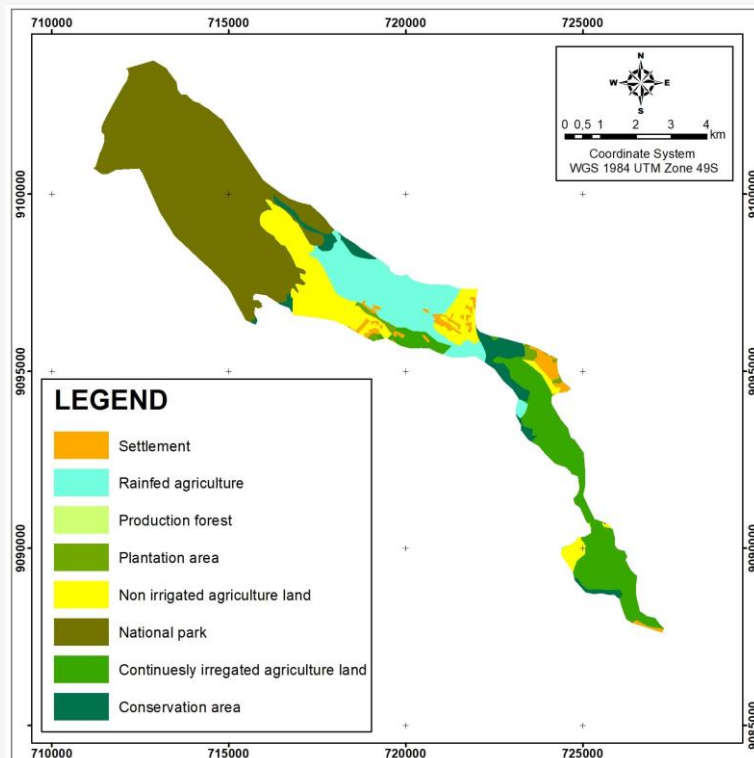 710000 715000 720000 725000
N
W E
S
0 0,5 1 2 3 4
km
Coordinate System
WGS 1984 UTM Zone 49S
9100000 9100000
9095000 9095000
9090000 9090000
9085000 9085000
LEGEND
Settlement
Rainfed agriculture
Production forest
Plantation area
Non irrigated agriculture land
National park
Continuesly irregated agriculture land
Conservation area
710000 715000 720000 725000